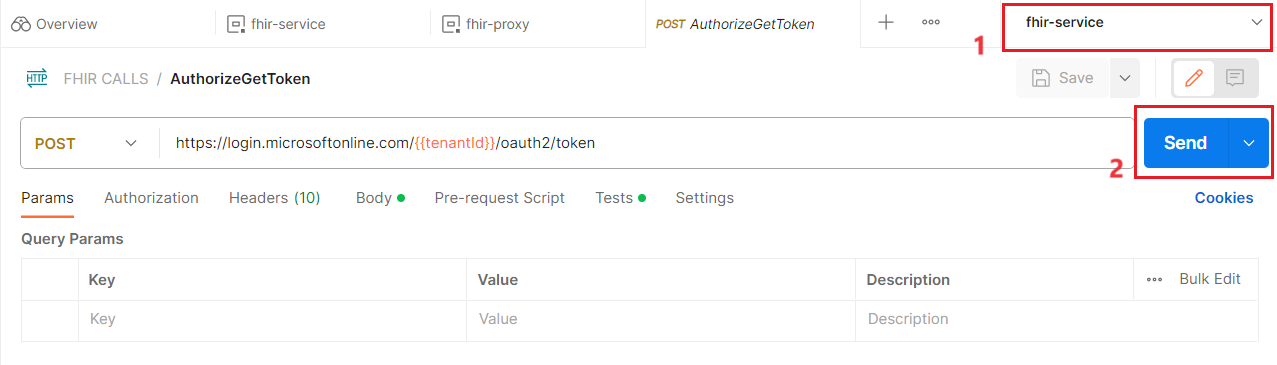 Overview fhir-service fhir-proxy POST AuthorizeGetToken fhir-service
1
HTTP FHIR CALLS / AuthorizeGetToken Save
POST https://login.microsoftonline.com/{{tenantId}}/oauth2/token Send
2
Params Authorization Headers (10) Body Pre-request Script Tests Settings Cookies
Query Params
Key Value Description Bulk Edit
Key Value Description